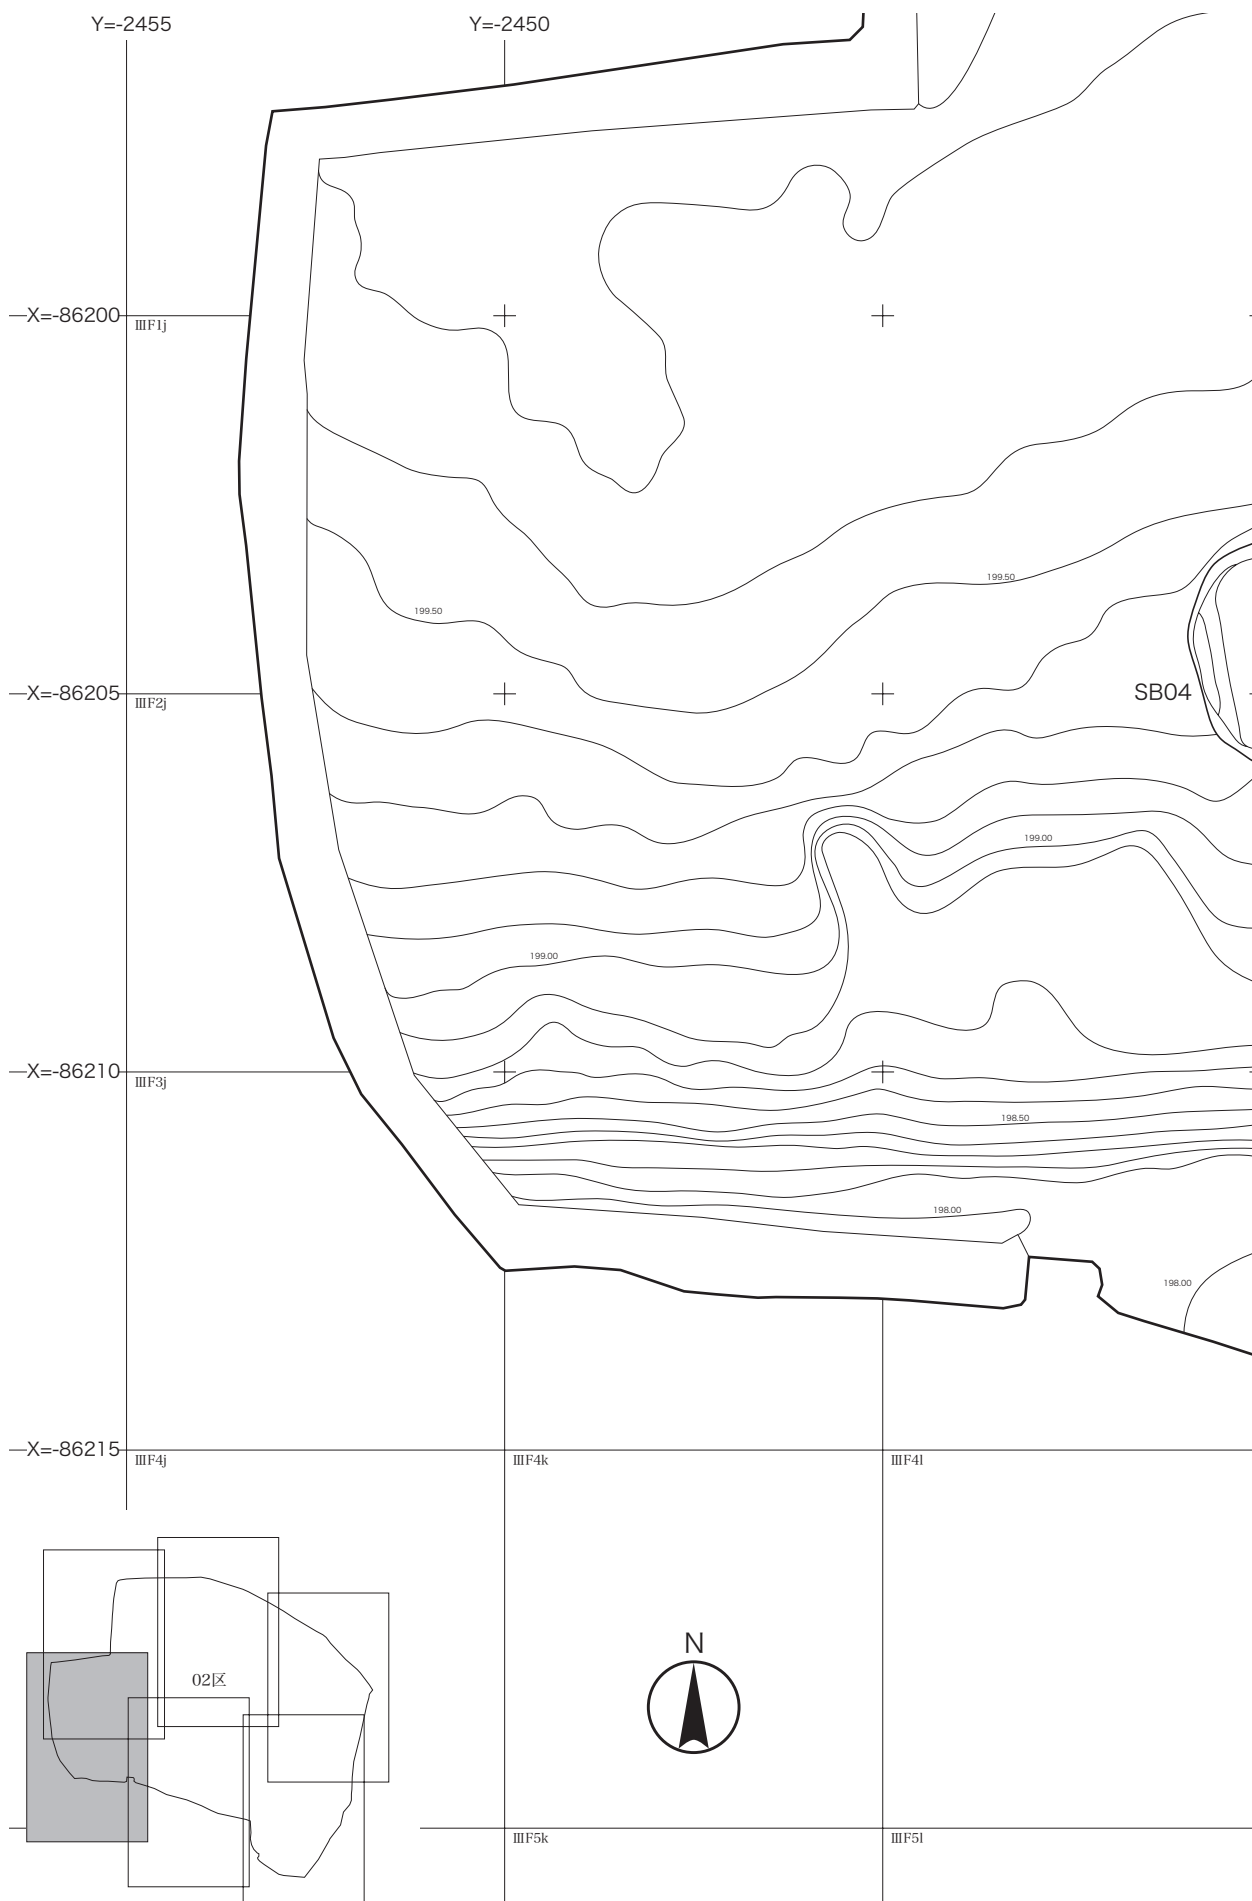 Y=-2455 Y=-2450
X=-86200
ⅢF1j
199.50
199.50
X=-86205
ⅢF2j
SB04
199.00
199.00
X=-86210
ⅢF3j
198.50
198.00
198.00
X=-86215
ⅢF4j ⅢF4k ⅢF4l
N
02区
ⅢF5k ⅢF5l